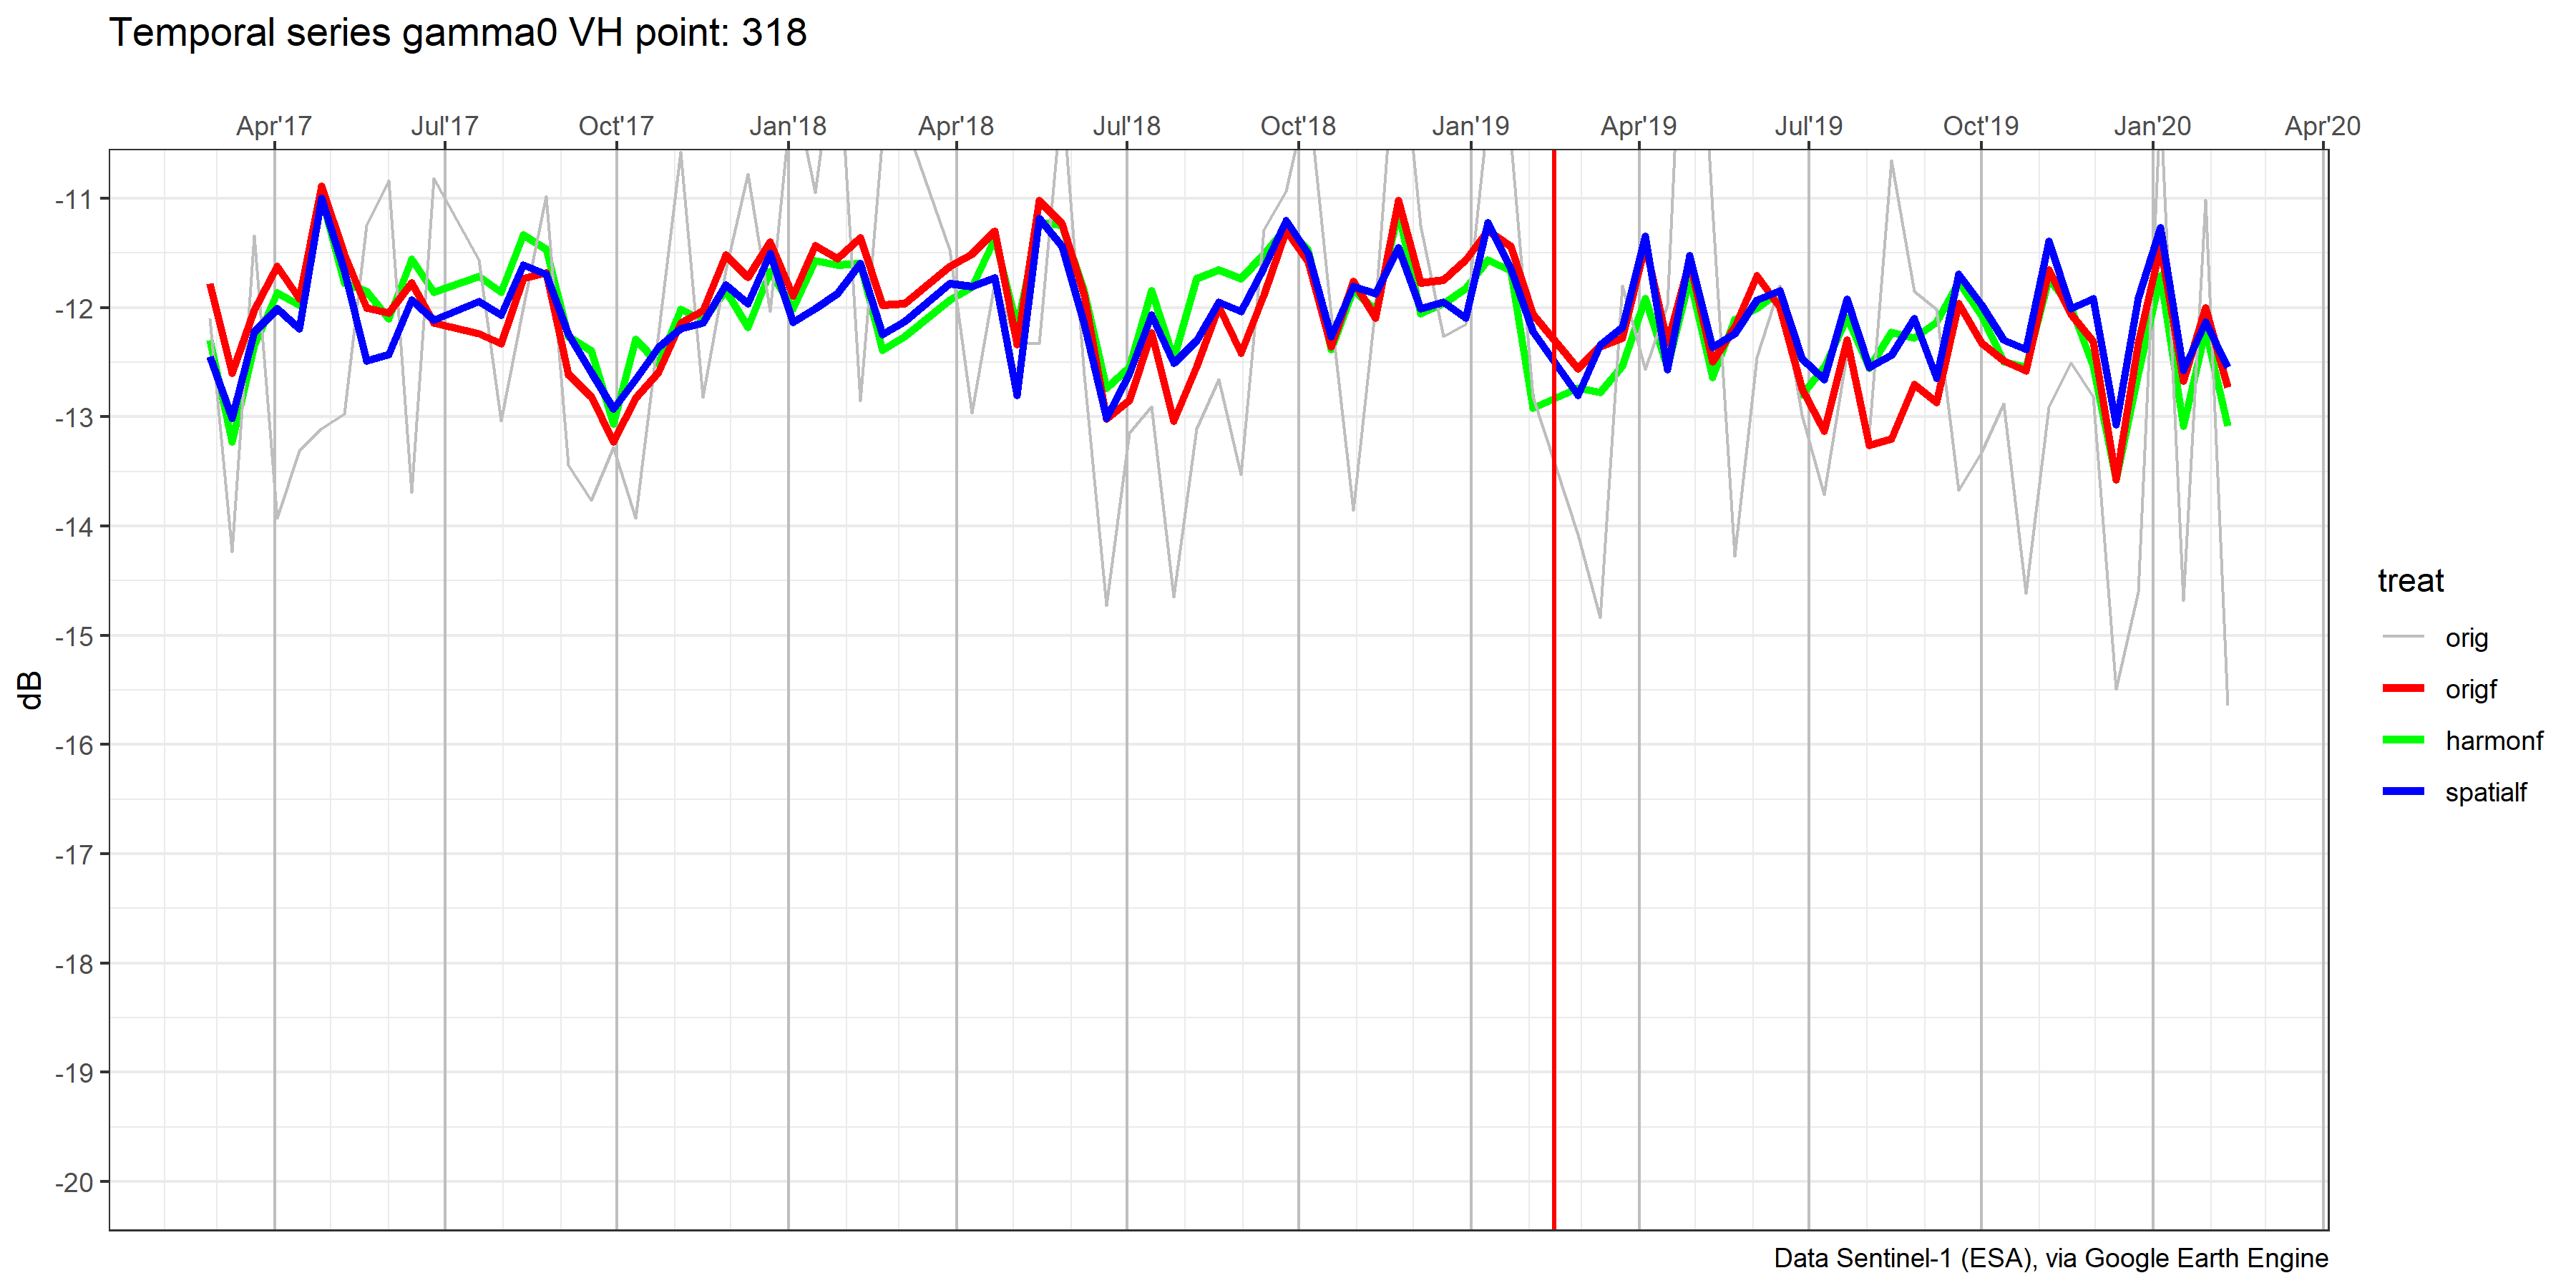 Temporal series gamma0 VH point: 318
Apr'17 Jul'17 Oct'17 Jan'18 Apr'18 Jul'18 Oct'18 Jan'19 Apr'19 Jul'19 Oct'19 Jan'20 Apr'20
-11
-12
-13
-14
-15
-16
-17
-18
-19
-20
dB
treat
orig
origf
harmonf
spatialf
Data Sentinel-1 (ESA), via Google Earth Engine